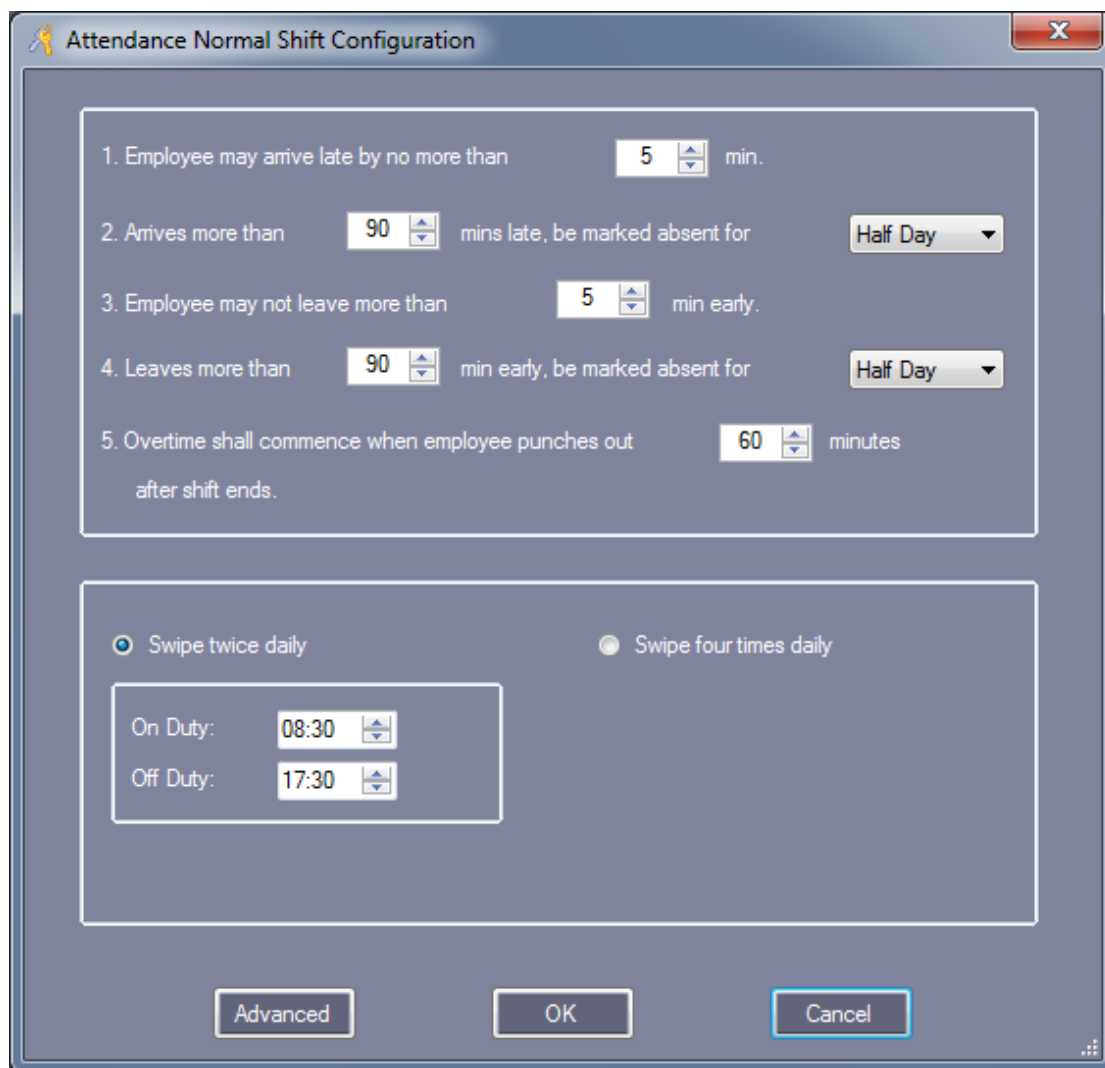 Attendance Normal Shift Configuration
1. Employee may arrive late by no more than 5 min.
2. Arrives more than 90 mins late, be marked absent for Half Day
3. Employee may not leave more than 5 min early.
4. Leaves more than 90 min early, be marked absent for Half Day
5. Overtime shall commence when employee punches out 60 minutes
after shift ends.
Swipe twice daily Swipe four times daily
On Duty: 08:30
Off Duty: 17:30
Advanced OK Cancel